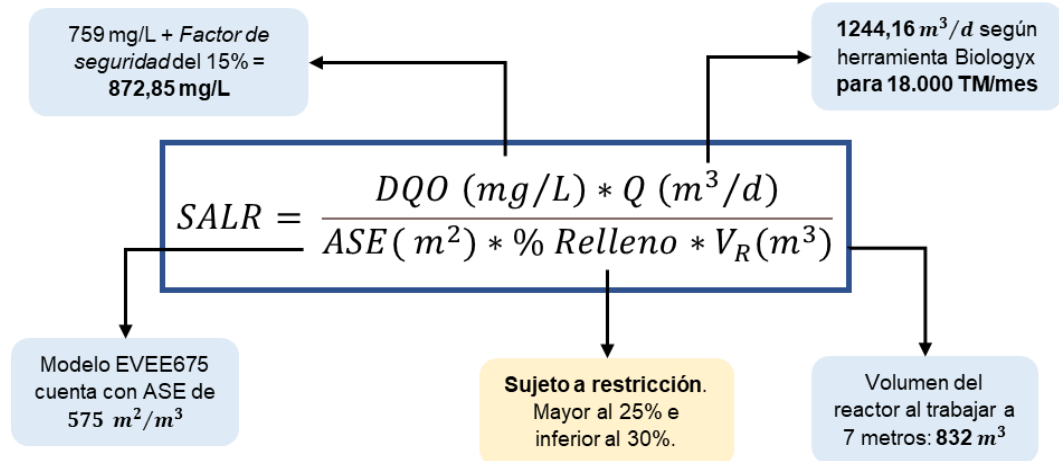 759 mg/L + Factor de
seguridad del 15% =
872,85 mg/L
1244,16 m³/d según
herramienta Biologyx
para 18.000 TM/mes
SALR = DQO (mg/L) * Q (m³/d)
ASE( m²) * % Relleno * V_R(m³)
Modelo EVEE675
cuenta con ASE de
575 m²/m³
Sujeto a restricción.
Mayor al 25% e
inferior al 30%.
Volumen del
reactor al trabajar a
7 metros: 832 m³